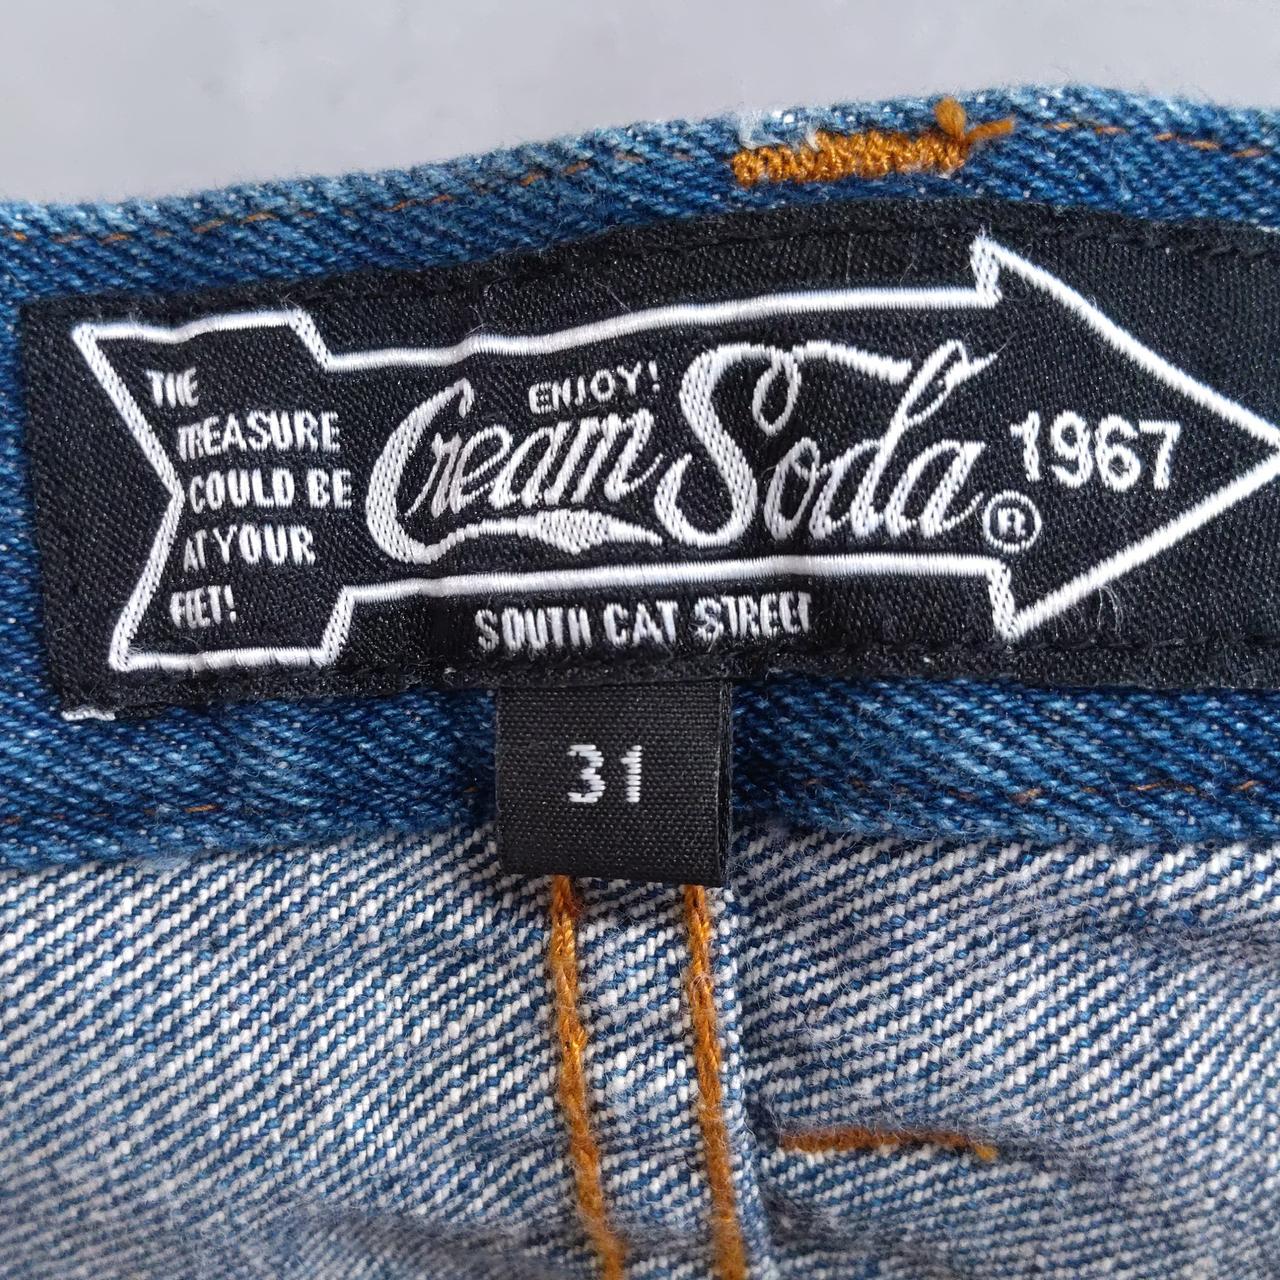 THE
TREASURE
COULD BE
AT YOUR
FEET!
ENJOY!
Cream Soda ®
1967
SOUTH CAT STREET
31